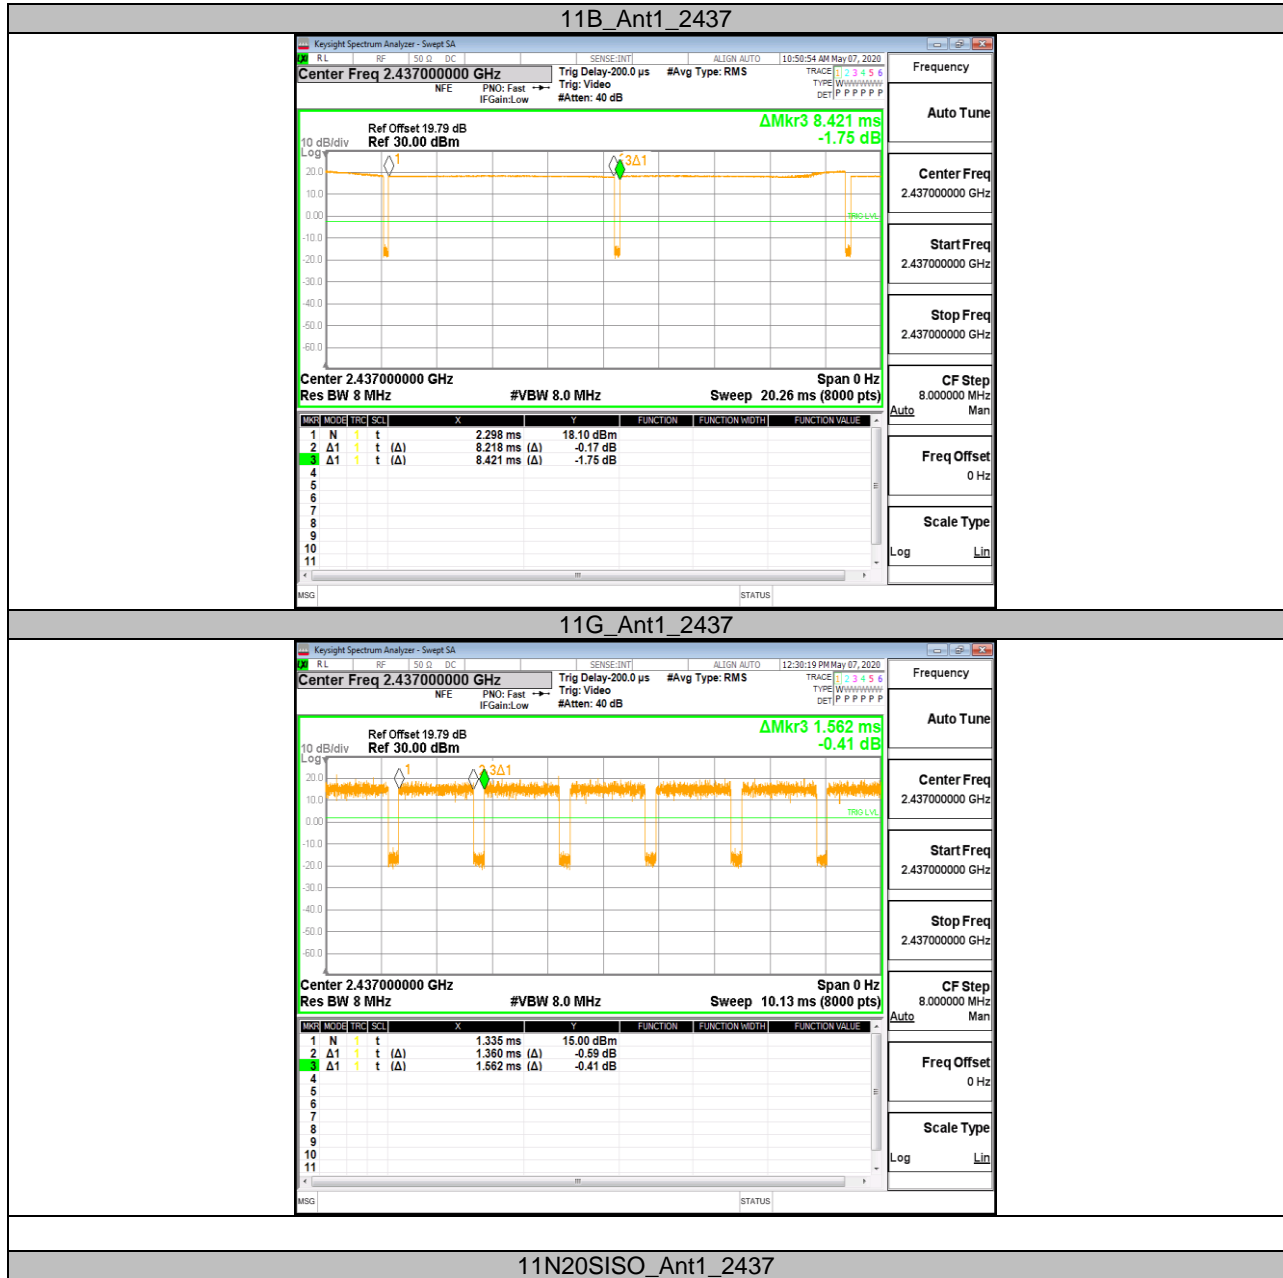 11B_Ant1_2437
Keysight Spectrum Analyzer - Swept SA
RL RF 50 Ω DC SENSE:INT ALIGN AUTO 10:50:54 AM May 07, 2020
Center Freq 2.437000000 GHz
NFE
PNO: Fast
IFGain:Low
Trig Delay-200.0 µs
Trig: Video
#Atten: 40 dB
#Avg Type: RMS
TRACE 1 2 3 4 5 6
TYPE W
DET P P P P P P
Frequency
ΔMkr3 8.421 ms
-1.75 dB
Ref Offset 19.79 dB
10 dB/div Ref 30.00 dBm
Log
1 3Δ1
20.0
10.0
0.00
TRIG LVL
-10.0
-20.0
-30.0
-40.0
-50.0
-60.0
Center 2.437000000 GHz Span 0 Hz
Res BW 8 MHz #VBW 8.0 MHz Sweep 20.26 ms (8000 pts)
MKR MODE TRC SCL X Y FUNCTION FUNCTION WIDTH FUNCTION VALUE
1 N 1 t 2.298 ms 18.10 dBm
2 Δ1 1 t (Δ) 8.218 ms (Δ) -0.17 dB
3 Δ1 1 t (Δ) 8.421 ms (Δ) -1.75 dB
4
5
6
7
8
9
10
11
MSG STATUS
Auto Tune
Center Freq
2.437000000 GHz
Start Freq
2.437000000 GHz
Stop Freq
2.437000000 GHz
CF Step
8.000000 MHz
Auto Man
Freq Offset
0 Hz
Scale Type
Log Lin
11G_Ant1_2437
Keysight Spectrum Analyzer - Swept SA
RL RF 50 Ω DC SENSE:INT ALIGN AUTO 12:30:19 PM May 07, 2020
Center Freq 2.437000000 GHz
NFE
PNO: Fast
IFGain:Low
Trig Delay-200.0 µs
Trig: Video
#Atten: 40 dB
#Avg Type: RMS
TRACE 1 2 3 4 5 6
TYPE W
DET P P P P P P
Frequency
ΔMkr3 1.562 ms
-0.41 dB
Ref Offset 19.79 dB
10 dB/div Ref 30.00 dBm
Log
1 3Δ1
20.0
10.0
0.00
TRIG LVL
-10.0
-20.0
-30.0
-40.0
-50.0
-60.0
Center 2.437000000 GHz Span 0 Hz
Res BW 8 MHz #VBW 8.0 MHz Sweep 10.13 ms (8000 pts)
MKR MODE TRC SCL X Y FUNCTION FUNCTION WIDTH FUNCTION VALUE
1 N 1 t 1.335 ms 15.00 dBm
2 Δ1 1 t (Δ) 1.360 ms (Δ) -0.59 dB
3 Δ1 1 t (Δ) 1.562 ms (Δ) -0.41 dB
4
5
6
7
8
9
10
11
MSG STATUS
Auto Tune
Center Freq
2.437000000 GHz
Start Freq
2.437000000 GHz
Stop Freq
2.437000000 GHz
CF Step
8.000000 MHz
Auto Man
Freq Offset
0 Hz
Scale Type
Log Lin
11N20SISO_Ant1_2437